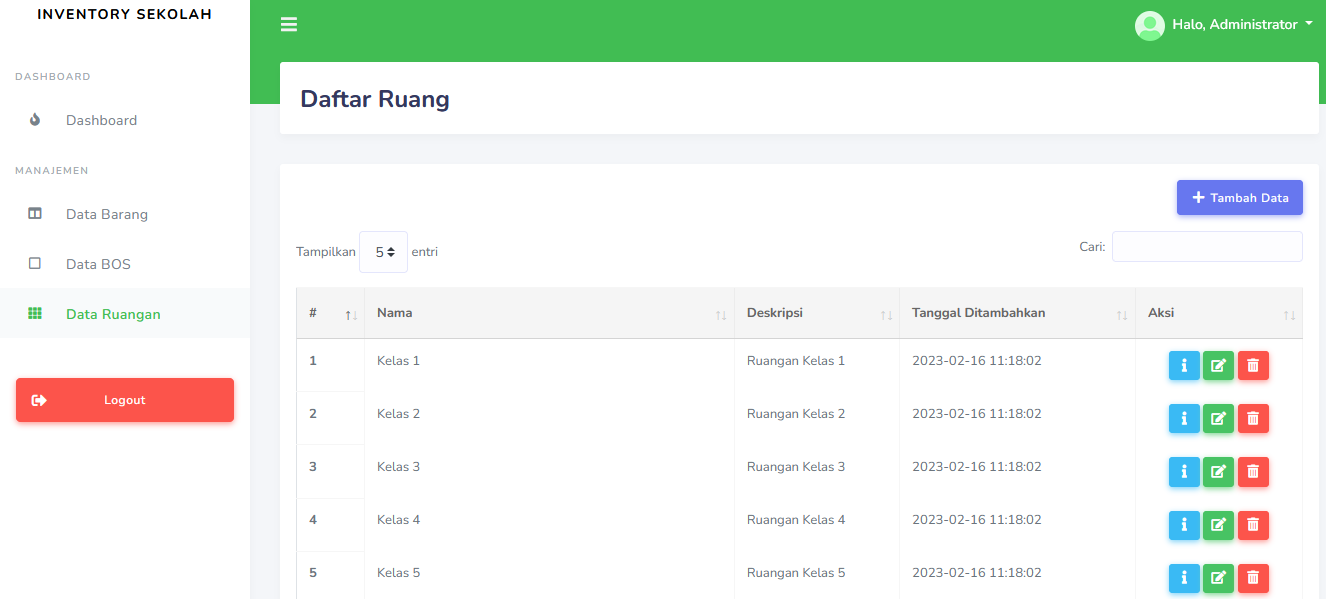 INVENTORY SEKOLAH
Halo, Administrator
DASHBOARD
Dashboard
MANAJEMEN
Data Barang
Data BOS
Data Ruangan
Logout
Daftar Ruang
Tambah Data
Tampilkan 5 entri
Cari:
# Nama Deskripsi Tanggal Ditambahkan Aksi
1 Kelas 1 Ruangan Kelas 1 2023-02-16 11:18:02
2 Kelas 2 Ruangan Kelas 2 2023-02-16 11:18:02
3 Kelas 3 Ruangan Kelas 3 2023-02-16 11:18:02
4 Kelas 4 Ruangan Kelas 4 2023-02-16 11:18:02
5 Kelas 5 Ruangan Kelas 5 2023-02-16 11:18:02